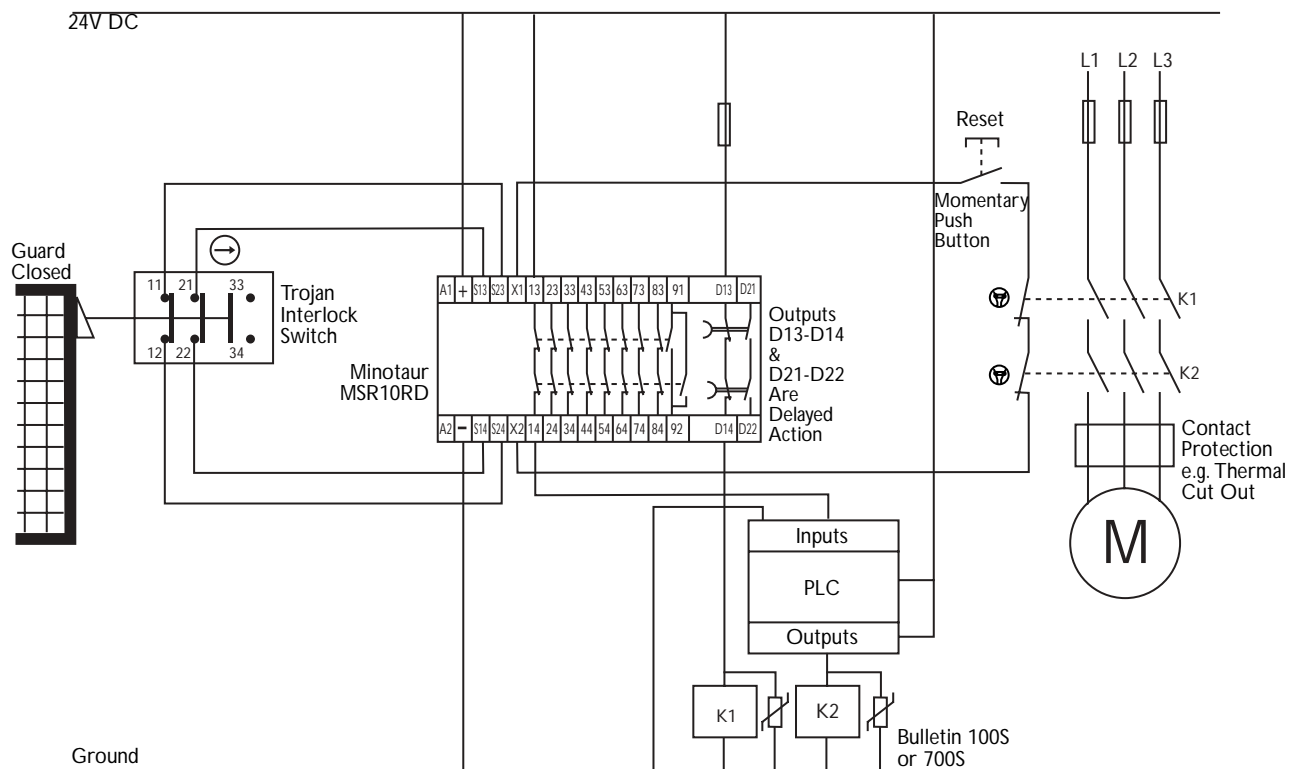 24V DC
L1 L2 L3
Reset
Momentary
Push
Button
Guard
Closed
11 21 33
12 22 34
Trojan
Interlock
Switch
A1 + S13 S23 X1 13 23 33 43 53 63 73 83 91 D13 D21
Minotaur
MSR10RD
A2 – S14 S24 X2 14 24 34 44 54 64 74 84 92 D14 D22
Outputs
D13-D14
&
D21-D22
Are
Delayed
Action
K1
K2
Contact
Protection
e.g. Thermal
Cut Out
M
Inputs
PLC
Outputs
K1
K2
Bulletin 100S
or 700S
Ground